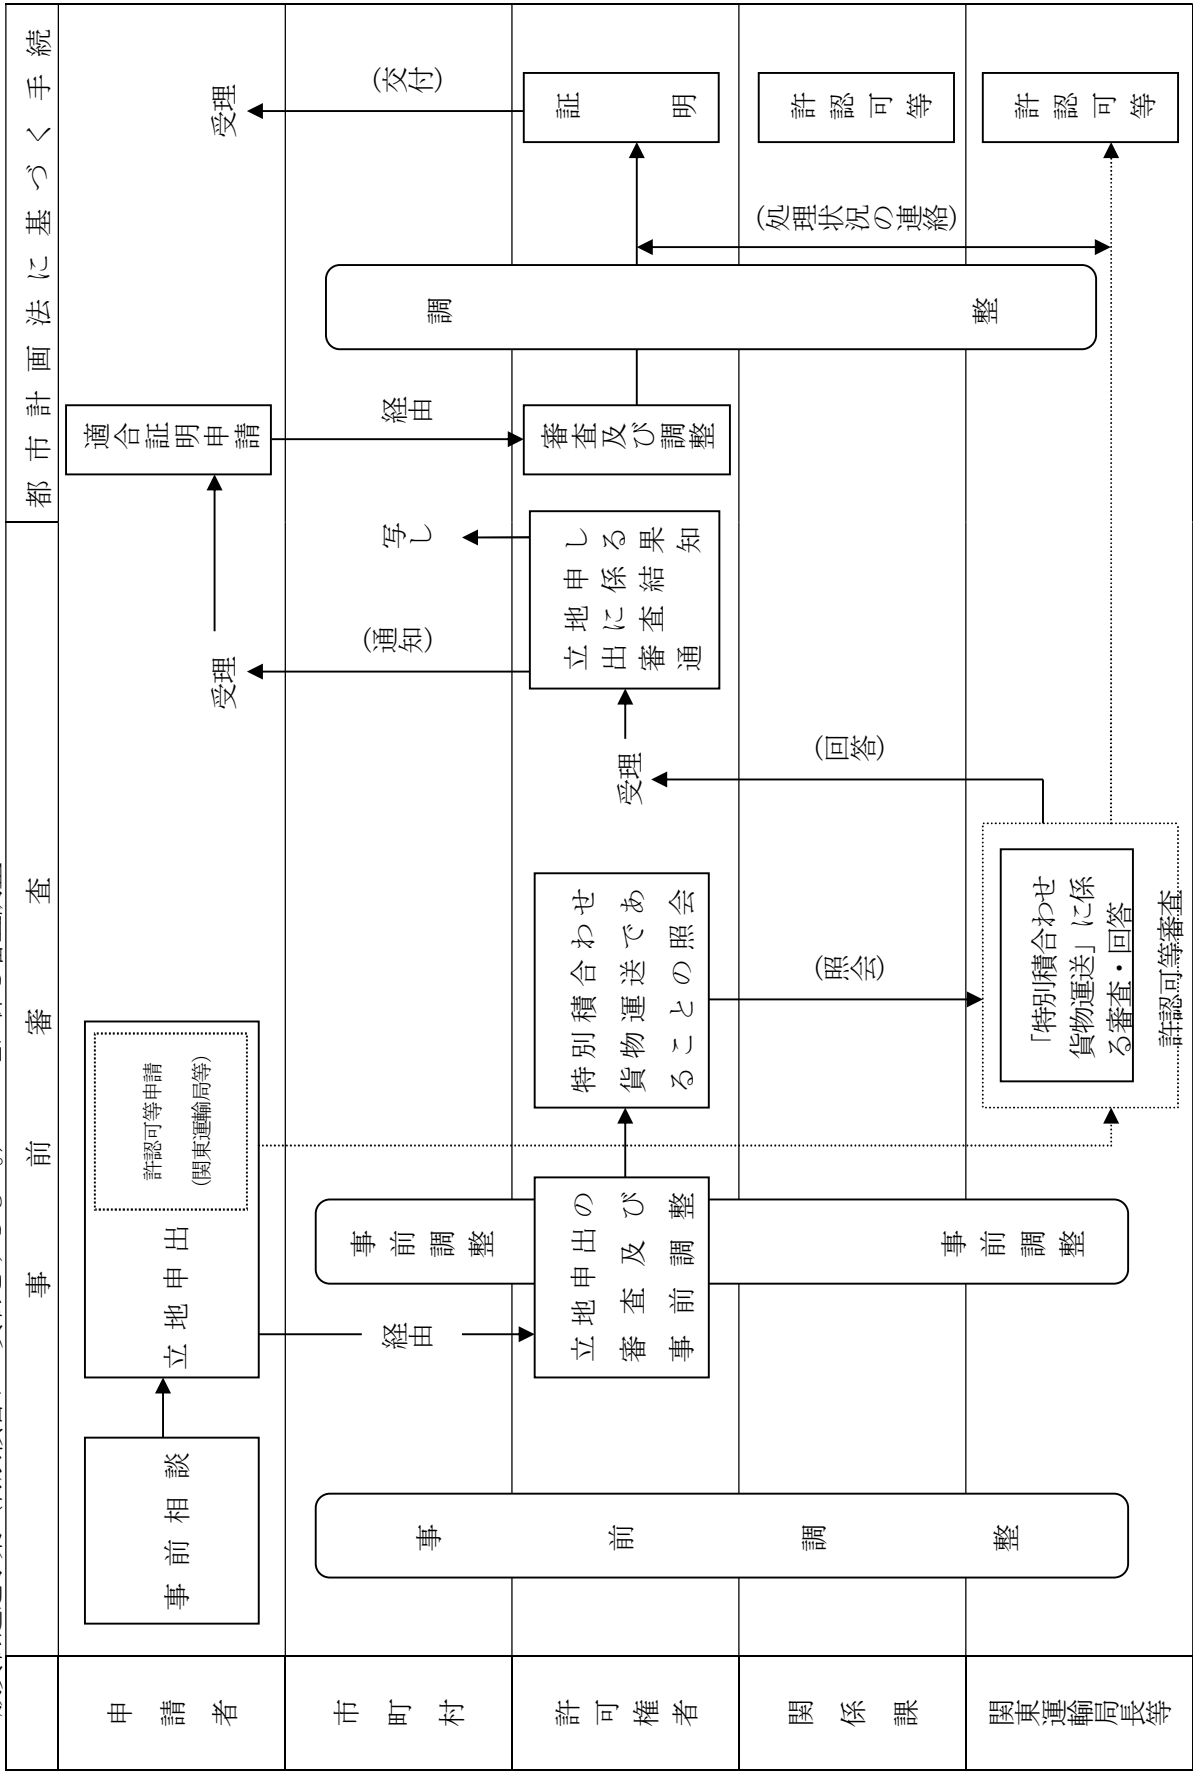 事前審査
都市計画法に基づく手続
申請者
事前相談
立地申出
許認可等申請
(関東運輸局等)
受理
適合証明申請
受理
市町村
事前調整
経由
事前調整
(通知)
写し
経由
調整
(交付)
許可権者
立地申出の
審査及び
事前調整
特別積合わせ
貨物運送であ
ることの照会
受理
立地申し
出に係る
審査結果
通知
審査及び調整
証明
関係課
事前調整
(照会)
(回答)
(処理状況の連絡)
許認可等
関東運輸局長等
「特別積合わせ
貨物運送」に係
る審査・回答
許認可等審査
許認可等